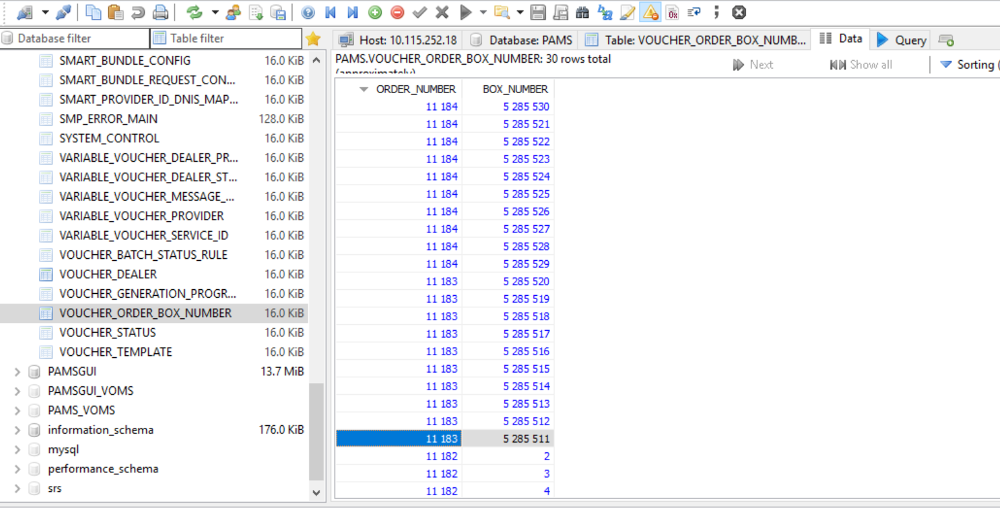 Database filter
Table filter
Host: 10.115.252.18
Database: PAMS
Table: VOUCHER_ORDER_BOX_NUMB...
Data
Query
PAMS.VOUCHER_ORDER_BOX_NUMBER: 30 rows total
(approximately)
Next
Show all
Sorting (
SMART_BUNDLE_CONFIG 16.0 KiB
SMART_BUNDLE_REQUEST_CON... 16.0 KiB
SMART_PROVIDER_ID_DNIS_MAP... 16.0 KiB
SMP_ERROR_MAIN 128.0 KiB
SYSTEM_CONTROL 16.0 KiB
VARIABLE_VOUCHER_DEALER_PR... 16.0 KiB
VARIABLE_VOUCHER_DEALER_ST... 16.0 KiB
VARIABLE_VOUCHER_MESSAGE_... 16.0 KiB
VARIABLE_VOUCHER_PROVIDER 16.0 KiB
VARIABLE_VOUCHER_SERVICE_ID 16.0 KiB
VOUCHER_BATCH_STATUS_RULE 16.0 KiB
VOUCHER_DEALER 16.0 KiB
VOUCHER_GENERATION_PROGR... 16.0 KiB
VOUCHER_ORDER_BOX_NUMBER 16.0 KiB
VOUCHER_STATUS 16.0 KiB
VOUCHER_TEMPLATE 16.0 KiB
PAMSGUI 13.7 MiB
PAMSGUI_VOMS
PAMS_VOMS
information_schema 176.0 KiB
mysql
performance_schema
srs
ORDER_NUMBER BOX_NUMBER
11 184 5 285 530
11 184 5 285 521
11 184 5 285 522
11 184 5 285 523
11 184 5 285 524
11 184 5 285 525
11 184 5 285 526
11 184 5 285 527
11 184 5 285 528
11 184 5 285 529
11 183 5 285 520
11 183 5 285 519
11 183 5 285 518
11 183 5 285 517
11 183 5 285 516
11 183 5 285 515
11 183 5 285 514
11 183 5 285 513
11 183 5 285 512
11 183 5 285 511
11 182 2
11 182 3
11 182 4